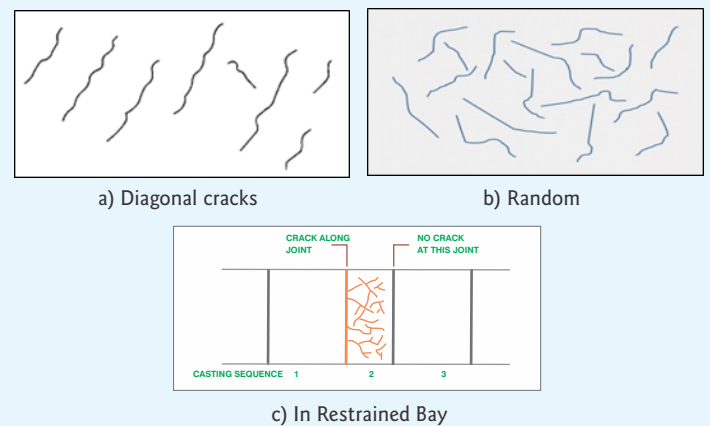 a) Diagonal cracks
b) Random
CRACK ALONG
JOINT
NO CRACK
AT THIS JOINT
CASTING SEQUENCE 1 2 3
c) In Restrained Bay